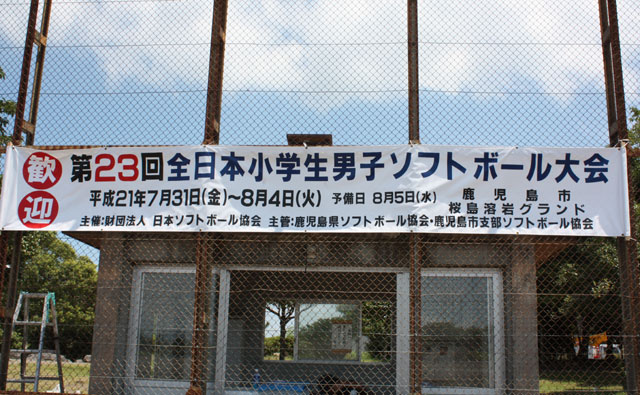 歓迎
第23回全日本小学生男子ソフトボール大会
平成21年7月31日(金)～8月4日(火) 予備日 8月5日(水)
鹿児島市
桜島溶岩グランド
主催:財団法人 日本ソフトボール協会 主管:鹿児島県ソフトボール協会・鹿児島市支部ソフトボール協会